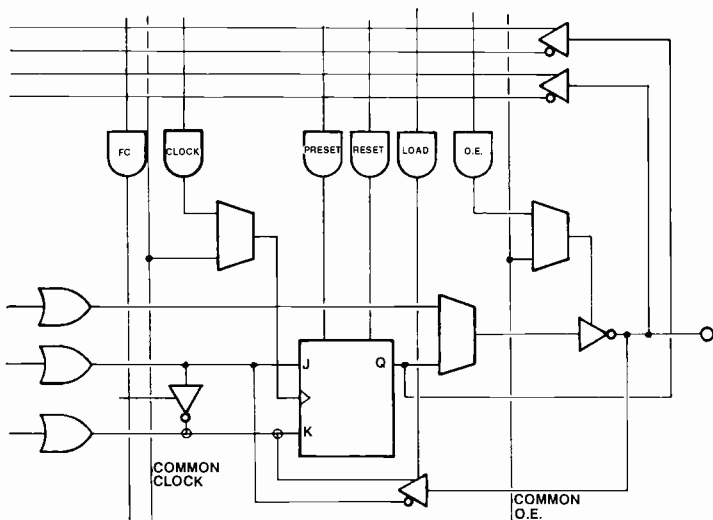 FC
CLOCK
PRESET
RESET
LOAD
O.E.
J
Q
K
COMMON
CLOCK
COMMON
O.E.